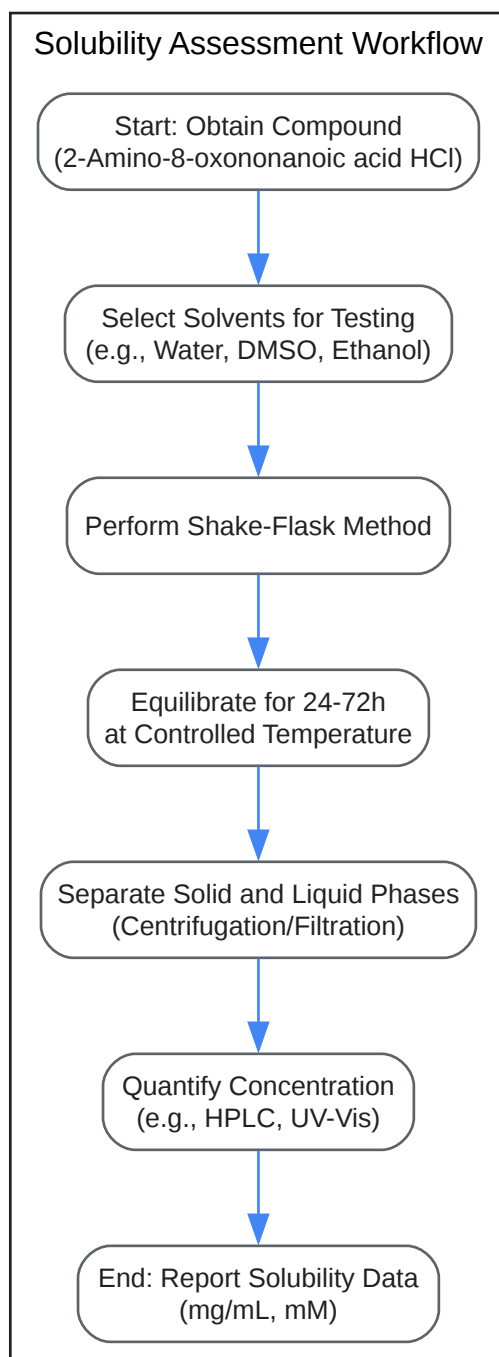 Solubility Assessment Workflow
Start: Obtain Compound
(2-Amino-8-oxononanoic acid HCl)
Select Solvents for Testing
(e.g., Water, DMSO, Ethanol)
Perform Shake-Flask Method
Equilibrate for 24-72h
at Controlled Temperature
Separate Solid and Liquid Phases
(Centrifugation/Filtration)
Quantify Concentration
(e.g., HPLC, UV-Vis)
End: Report Solubility Data
(mg/mL, mM)